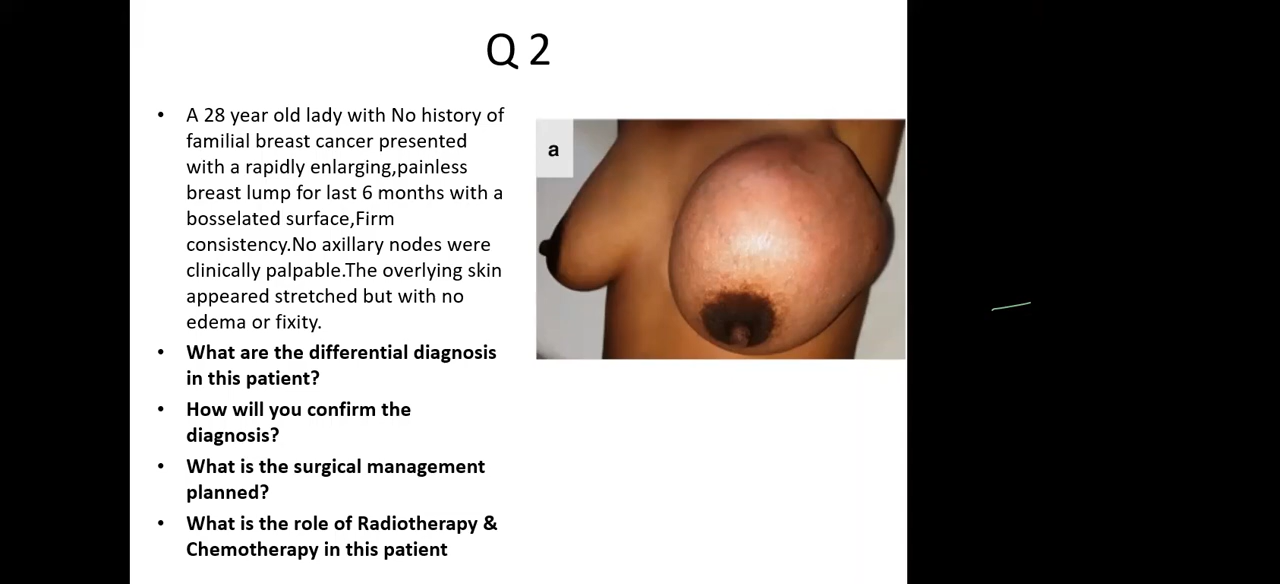 Q 2
• A 28 year old lady with No history of
familial breast cancer presented
with a rapidly enlarging,painless
breast lump for last 6 months with a
bosselated surface,Firm
consistency.No axillary nodes were
clinically palpable.The overlying skin
appeared stretched but with no
edema or fixity.
• What are the differential diagnosis
in this patient?
• How will you confirm the
diagnosis?
• What is the surgical management
planned?
• What is the role of Radiotherapy &
Chemotherapy in this patient
a